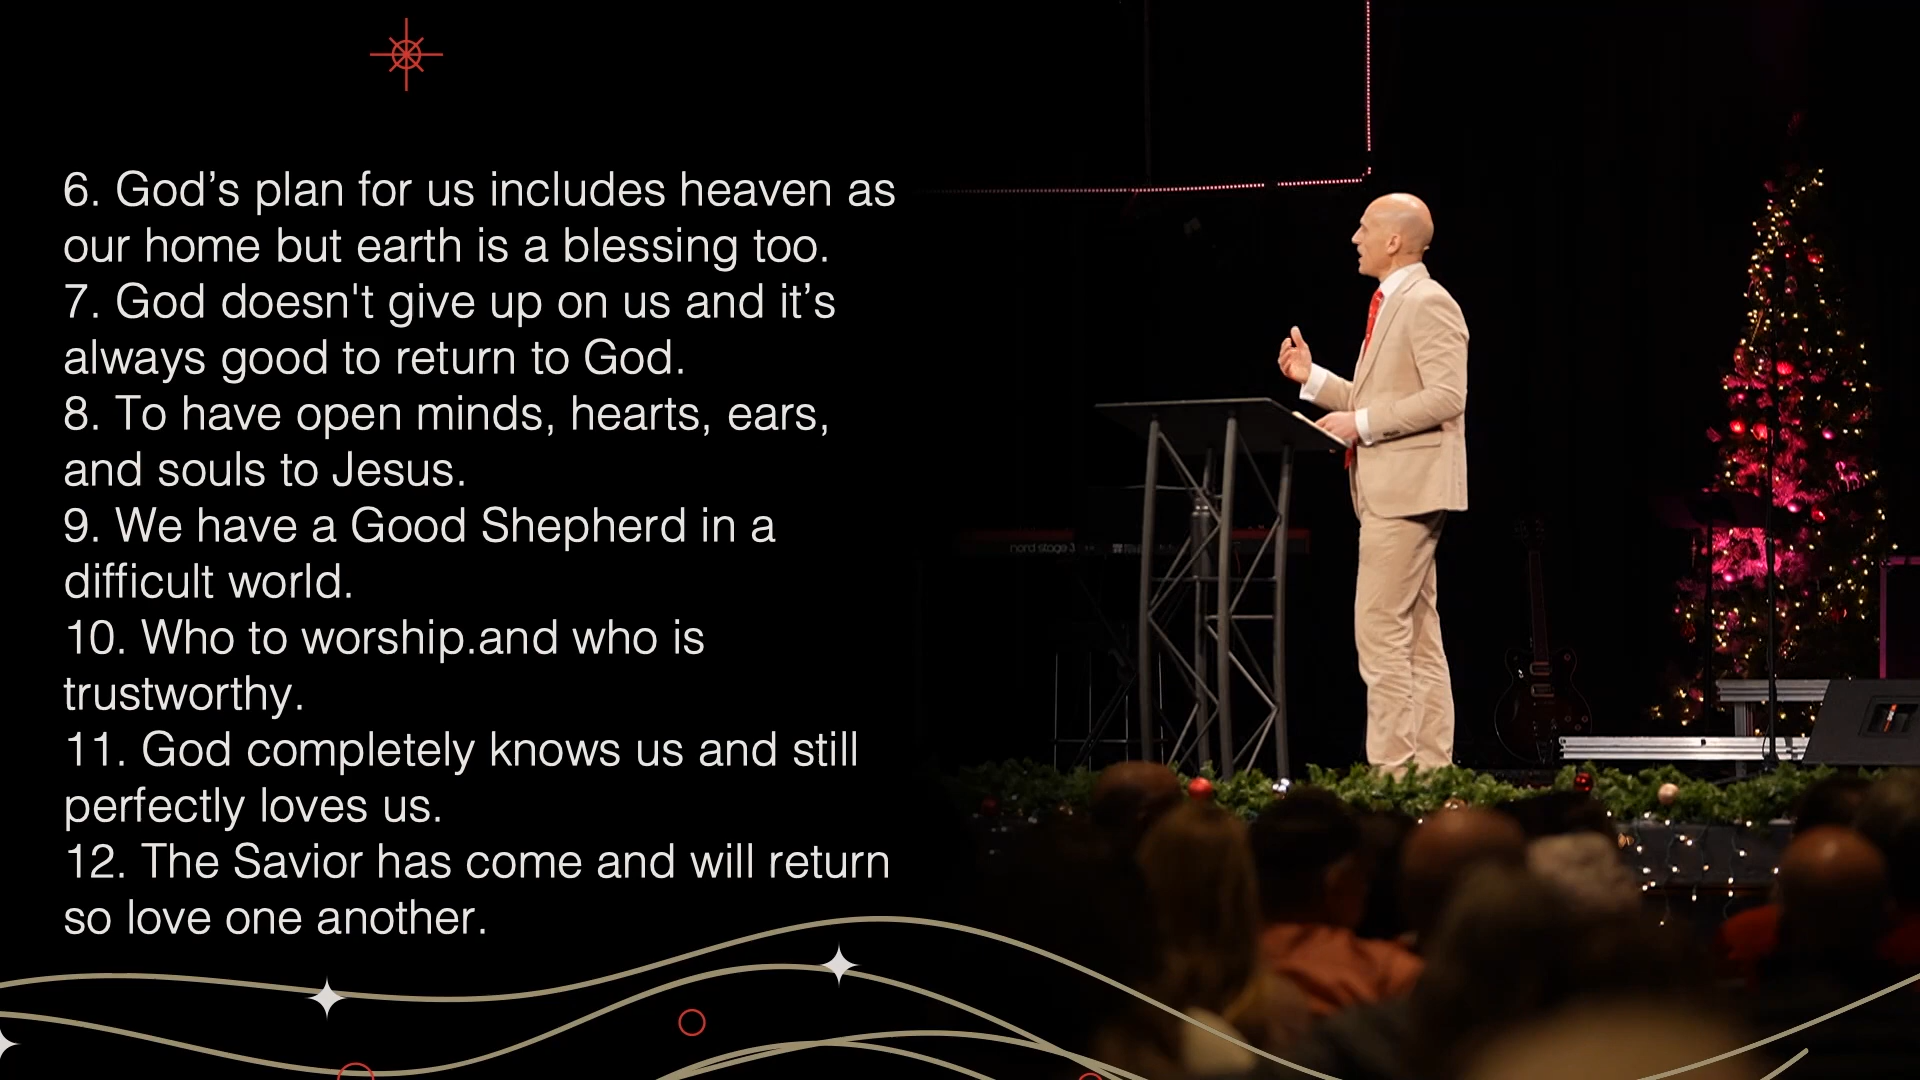 6. God’s plan for us includes heaven as
our home but earth is a blessing too.
7. God doesn't give up on us and it’s
always good to return to God.
8. To have open minds, hearts, ears,
and souls to Jesus.
9. We have a Good Shepherd in a
difficult world.
10. Who to worship.and who is
trustworthy.
11. God completely knows us and still
perfectly loves us.
12. The Savior has come and will return
so love one another.
nord stage 3